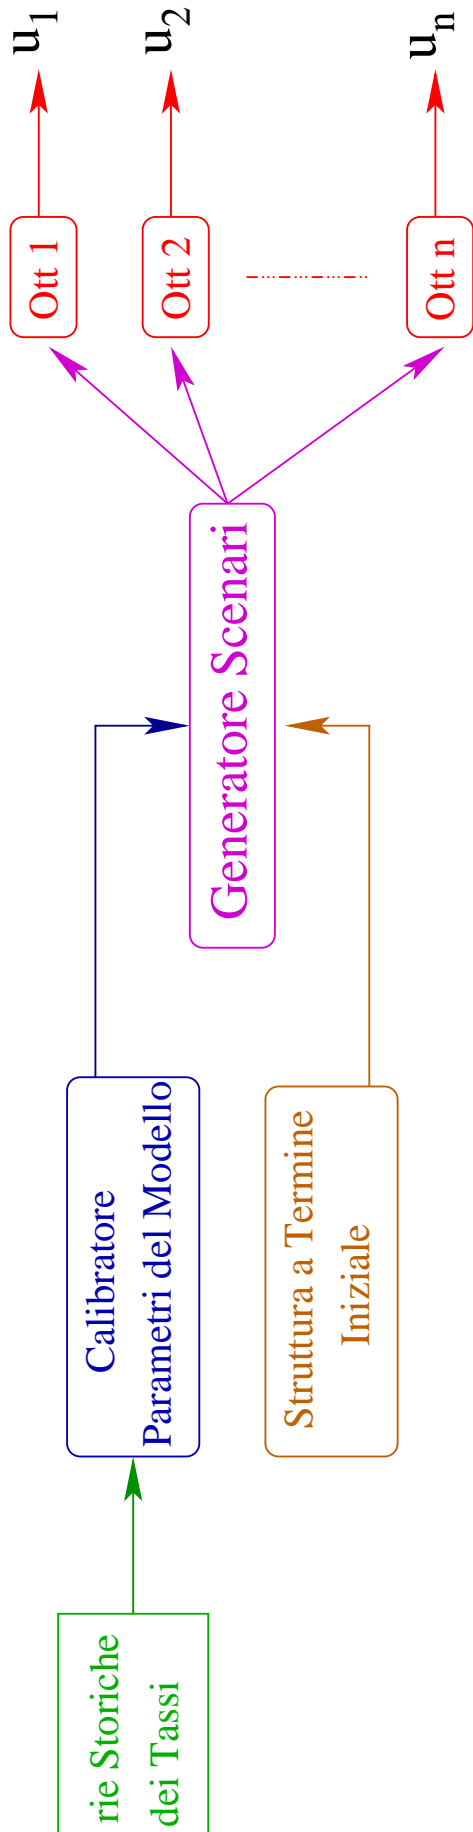 rie Storiche
dei Tassi
Calibratore
Parametri del Modello
Struttura a Termine
Iniziale
Generatore Scenari
Ott 1
u1
Ott 2
u2
Ott n
un